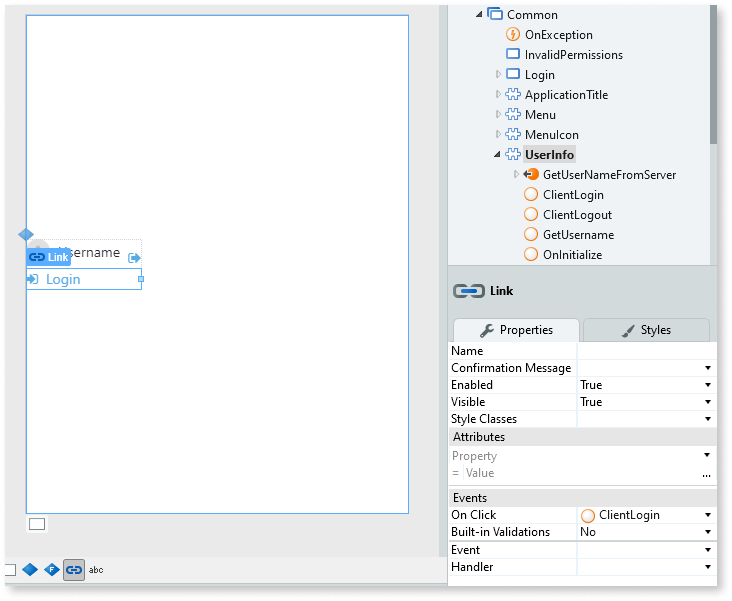 Common
OnException
InvalidPermissions
Login
ApplicationTitle
Menu
MenuIcon
UserInfo
GetUserNameFromServer
ClientLogin
ClientLogout
GetUsername
OnInitialize
sername
Link
Login
Link
Properties Styles
Name
Confirmation Message
Enabled True
Visible True
Style Classes
Attributes
Property
= Value ...
Events
On Click ClientLogin
Built-in Validations No
Event
Handler
F abc